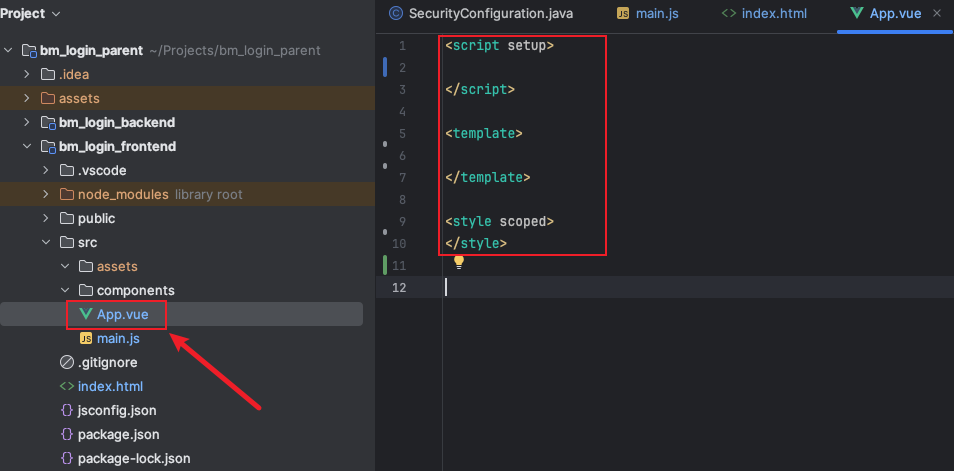 Project
bm_login_parent ~/Projects/bm_login_parent
.idea
assets
bm_login_backend
bm_login_frontend
.vscode
node_modules library root
public
src
assets
components
App.vue
JS main.js
.gitignore
<> index.html
{} jsconfig.json
{} package.json
{} package-lock.json
© SecurityConfiguration.java JS main.js <> index.html App.vue ×
1 <script setup>
2
3 </script>
4
5 <template>
6
7 </template>
8
9 <style scoped>
10 </style>
11
12